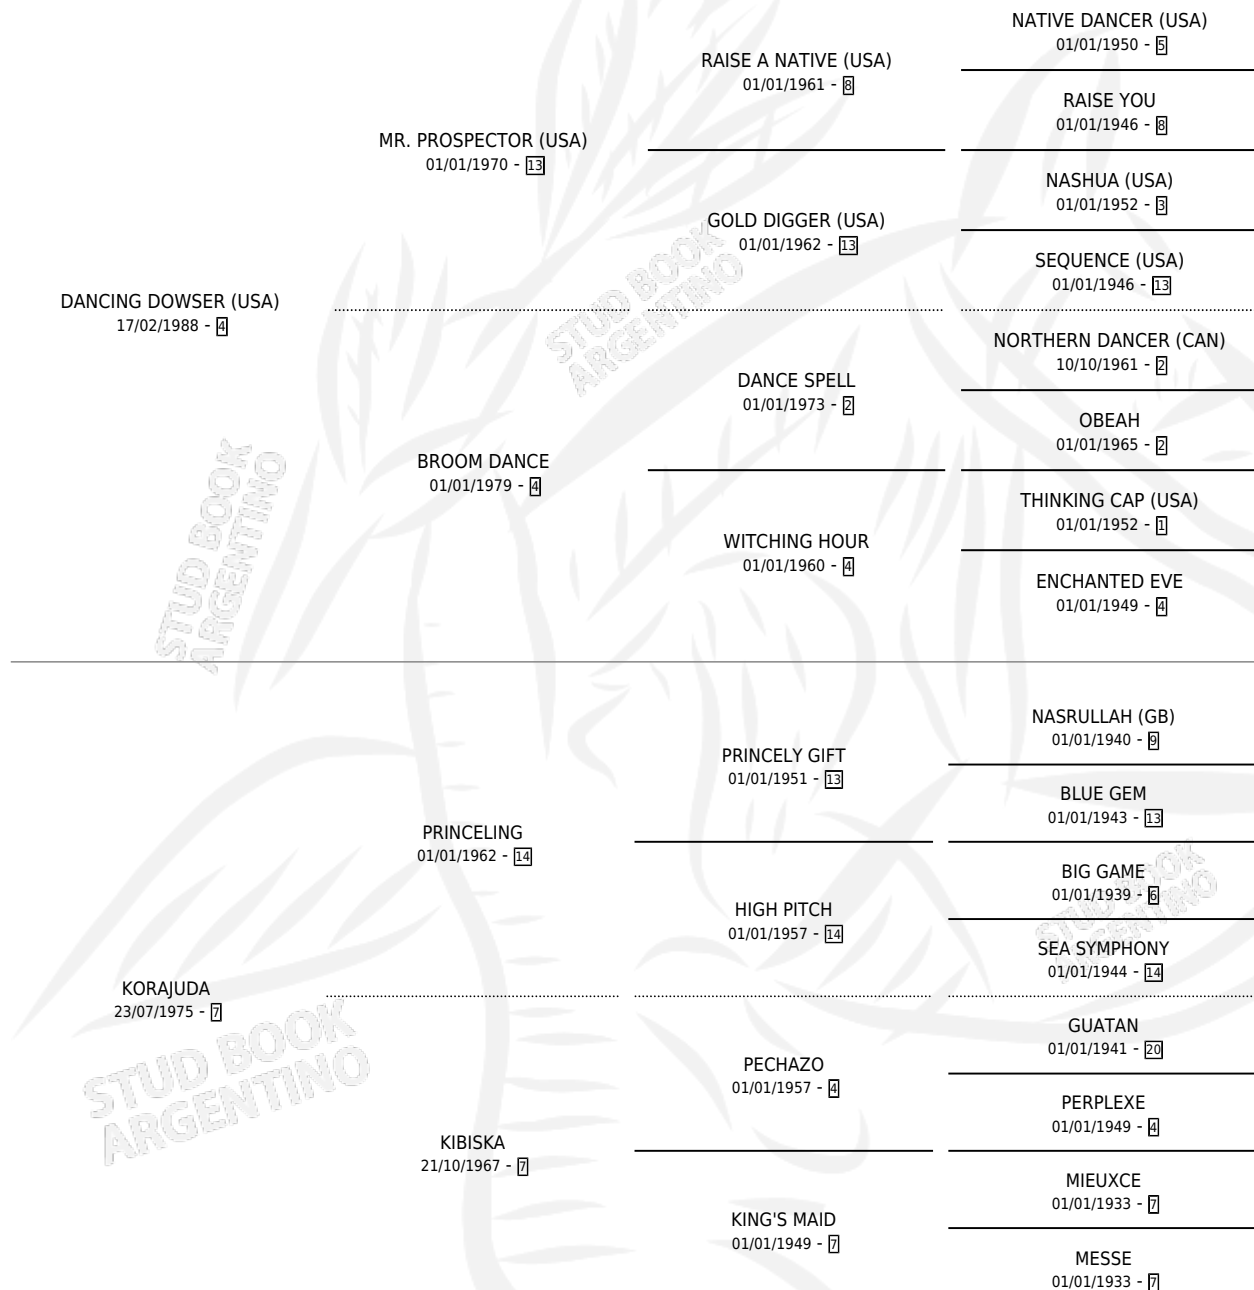 NATIVE DANCER (USA)
01/01/1950 - 5
RAISE A NATIVE (USA)
01/01/1961 - 8
RAISE YOU
01/01/1946 - 8
MR. PROSPECTOR (USA)
01/01/1970 - 13
NASHUA (USA)
01/01/1952 - 3
GOLD DIGGER (USA)
01/01/1962 - 13
SEQUENCE (USA)
01/01/1946 - 13
DANCING DOWSER (USA)
17/02/1988 - 4
NORTHERN DANCER (CAN)
10/10/1961 - 2
DANCE SPELL
01/01/1973 - 2
OBEAH
01/01/1965 - 2
BROOM DANCE
01/01/1979 - 4
THINKING CAP (USA)
01/01/1952 - 1
WITCHING HOUR
01/01/1960 - 4
ENCHANTED EVE
01/01/1949 - 4
NASRULLAH (GB)
01/01/1940 - 9
PRINCELY GIFT
01/01/1951 - 13
BLUE GEM
01/01/1943 - 13
PRINCELING
01/01/1962 - 14
BIG GAME
01/01/1939 - 6
HIGH PITCH
01/01/1957 - 14
SEA SYMPHONY
01/01/1944 - 14
KORAJUDA
23/07/1975 - 7
GUATAN
01/01/1941 - 20
PECHAZO
01/01/1957 - 4
PERPLEXE
01/01/1949 - 4
KIBISKA
21/10/1967 - 7
MIEUXCE
01/01/1933 - 7
KING'S MAID
01/01/1949 - 7
MESSE
01/01/1933 - 7
STUD BOOK
ARGENTINO
STUD BOOK
ARGENTINO
STUD BOOK
ARGENTINO
STUD BOOK
ARGENTINO